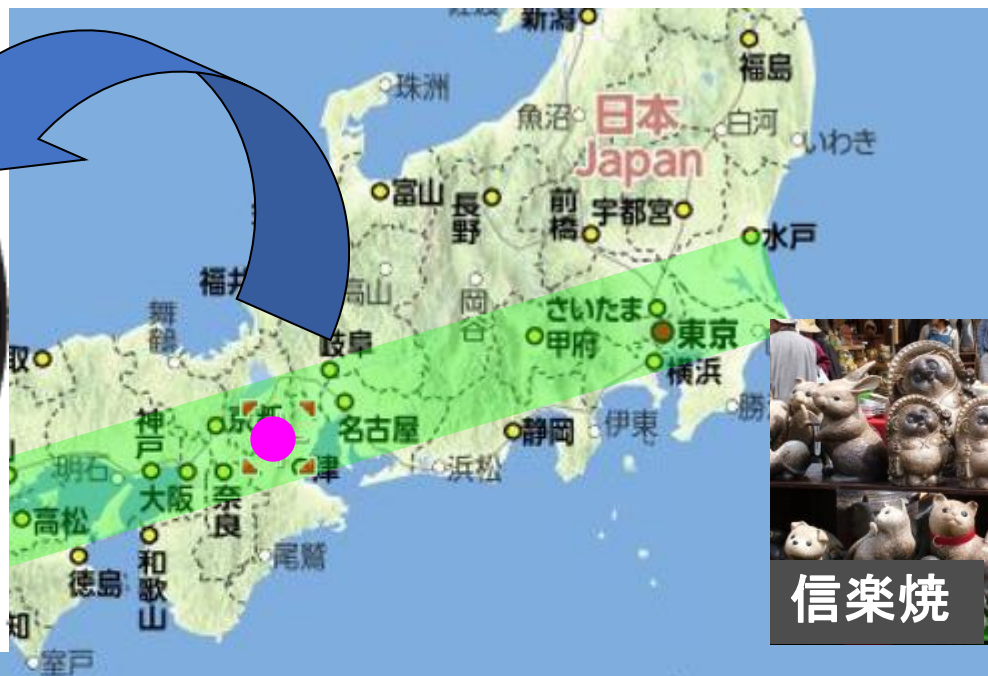 新潟
福島
珠洲
魚沼
日本
Japan
白河
いわき
富山
長野
前橋
宇都宮
水戸
福井
高山
岡谷
さいたま
東京
甲府
横浜
舞鶴
岐阜
取
名古屋
静岡
伊東
浜松
神戸
京都
津
明石
大阪
奈良
高松
和歌山
徳島
尾鷲
知
室戸
信楽焼